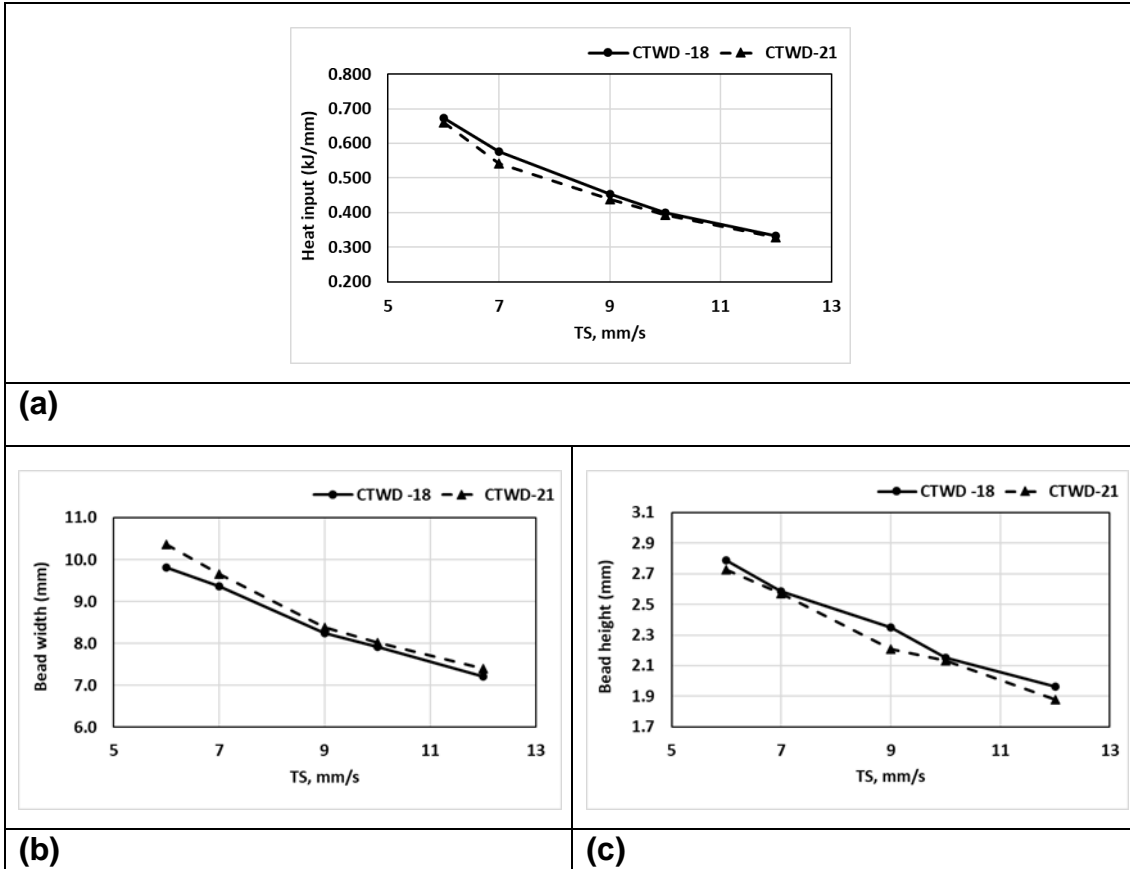 CTWD -18 CTWD-21
0.800
0.700
0.600
0.500
0.400
0.300
0.200
Heat input (kJ/mm)
5 7 9 11 13
TS, mm/s
(a)
CTWD -18 CTWD-21
11.0
10.0
9.0
8.0
7.0
6.0
Bead width (mm)
5 7 9 11 13
TS, mm/s
(b)
CTWD -18 CTWD-21
3.1
2.9
2.7
2.5
2.3
2.1
1.9
1.7
Bead height (mm)
5 7 9 11 13
TS, mm/s
(c)